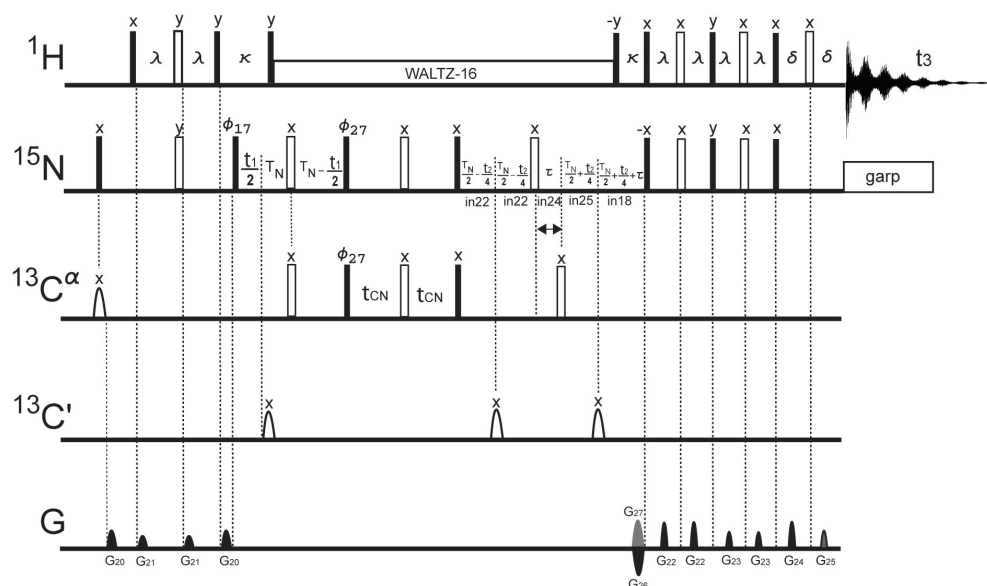 x y y y -y x x y x x x
¹H λ λ κ κ λ λ λ λ δ δ t3
WALTZ-16
x y ϕ17 x ϕ27 x x x -x x y x x
¹⁵N t1/2 TN TN-t1/2 TN/2-t2/4 TN/2-t2/4 τ TN/2+t2/4 TN/2+t2/4+τ garp
in22 in22 in24 in25 in18
x x ϕ27 x x x
¹³Cα tCN tCN
x x x
¹³C'
G27
G
G20 G21 G21 G20 G22 G22 G23 G23 G24 G25
G26